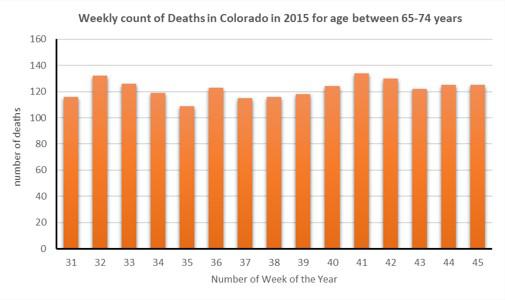 Weekly count of Deaths in Colorado in 2015 for age between 65-74 years
160
140
120
100
80
60
40
20
0
number of deaths
31 32 33 34 35 36 37 38 39 40 41 42 43 44 45
Number of Week of the Year